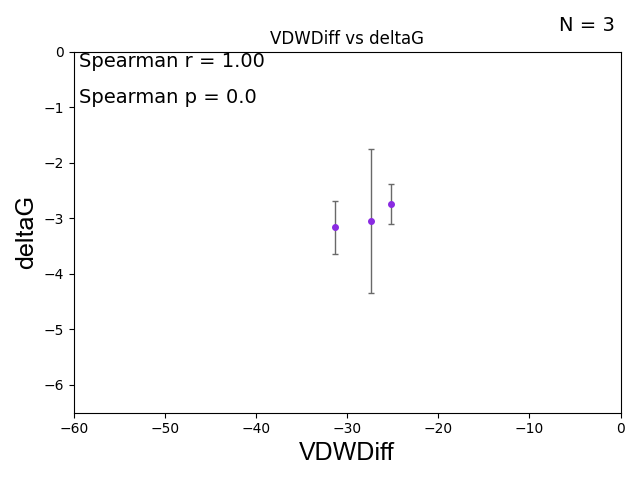 N = 3
VDWDiff vs deltaG
Spearman r = 1.00
Spearman p = 0.0
deltaG
0
−1
−2
−3
−4
−5
−6
−60 −50 −40 −30 −20 −10 0
VDWDiff